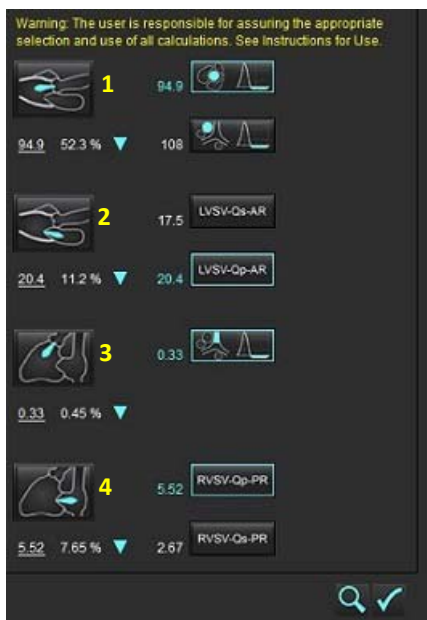 Warning: The user is responsible for assuring the appropriate
selection and use of all calculations. See Instructions for Use.
1 94.9
94.9 52.3 % 108
2 17.5 LVSV-Qs-AR
20.4 11.2 % 20.4 LVSV-Qp-AR
3 0.33
0.33 0.45 %
4 5.52 RVSV-Qp-PR
5.52 7.65 % 2.67 RVSV-Qs-PR